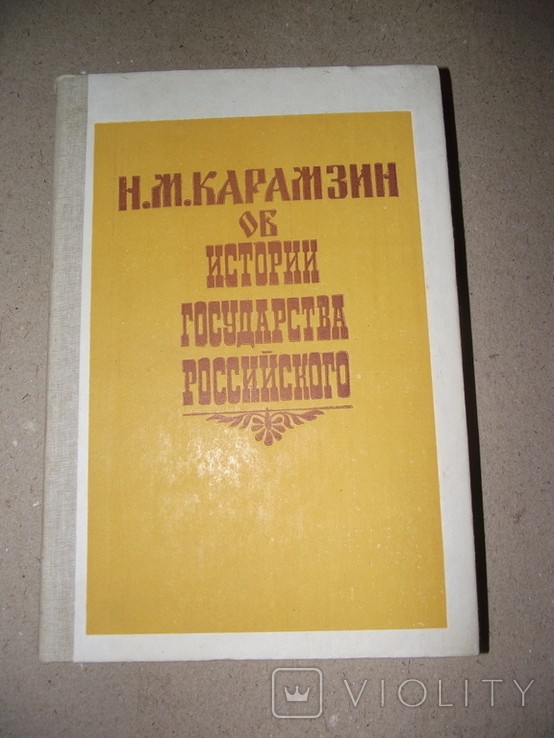 Н.М.КАРАМЗИН
ОБ
ИСТОРИИ
ГОСУДАРСТВА
РОССИЙСКОГО
VIOLITY